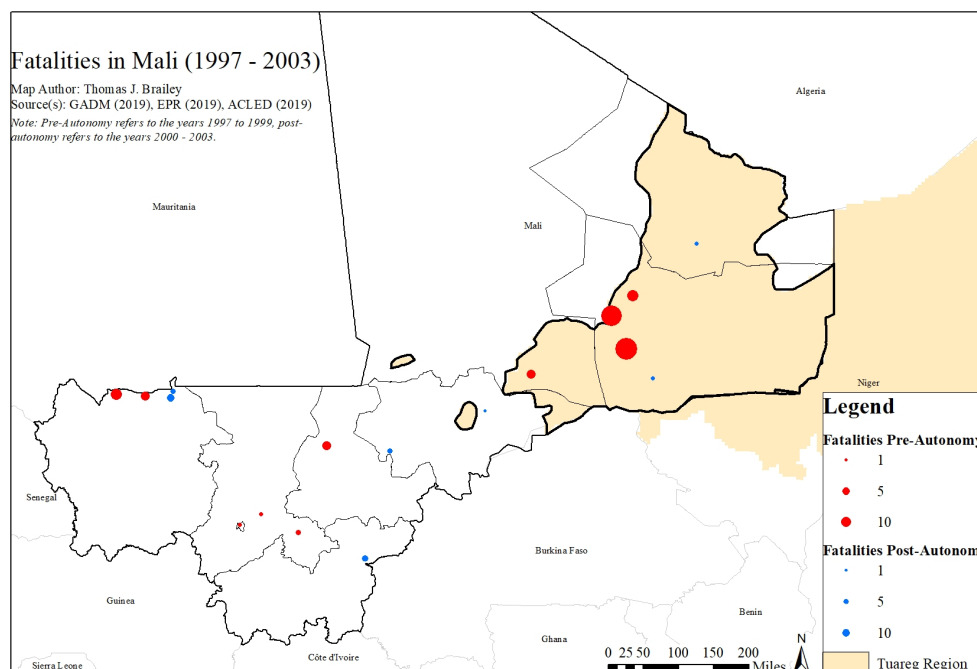 Fatalities in Mali (1997 - 2003)
Map Author: Thomas J. Brailey
Source(s): GADM (2019), EPR (2019), ACLED (2019)
Note: Pre-Autonomy refers to the years 1997 to 1999, post-
autonomy refers to the years 2000 - 2003.
Algeria
Mauritania
Mali
Niger
Senegal
Burkina Faso
Guinea
Benin
Ghana
Côte d'Ivoire
Sierra Leone
Legend
Fatalities Pre-Autonomy
1
5
10
Fatalities Post-Autonom
1
5
10
Tuareg Region
N
0 25 50 100 150 200
Miles